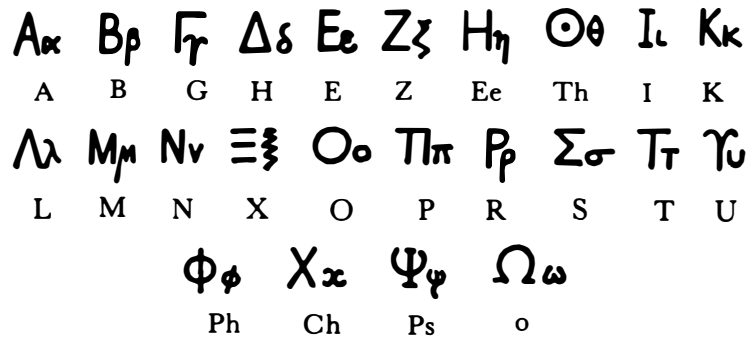 Αα Ββ Γγ Δδ Εε Ζζ Ηη Θθ Ιι Κκ
A B G H E Z Ee Th I K
Λλ Μμ Νν Ξξ Οο Ππ Ρρ Σσ Ττ Υυ
L M N X O P R S T U
Φφ Χχ Ψψ Ωω
Ph Ch Ps o